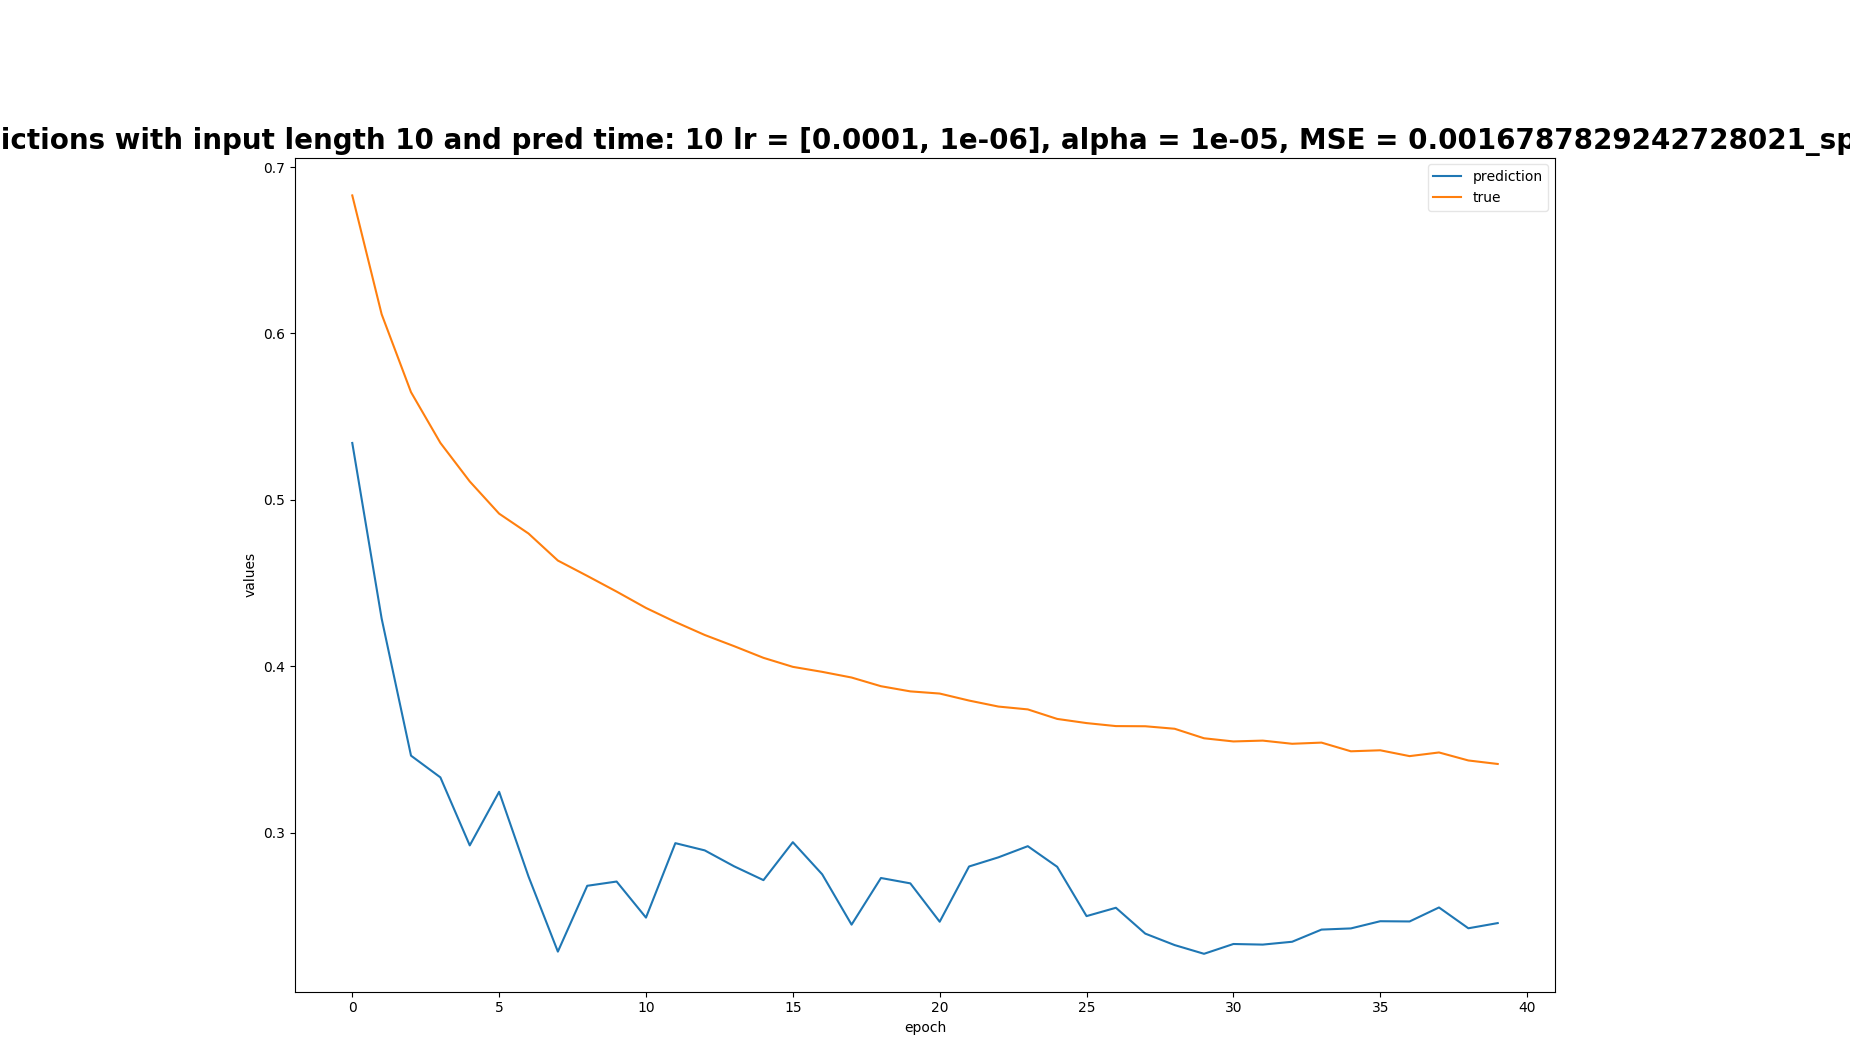 ictions with input length 10 and pred time: 10 lr = [0.0001, 1e-06], alpha = 1e-05, MSE = 0.0016787829242728021_sp
prediction
true
0.7
0.6
0.5
0.4
0.3
values
0 5 10 15 20 25 30 35 40
epoch